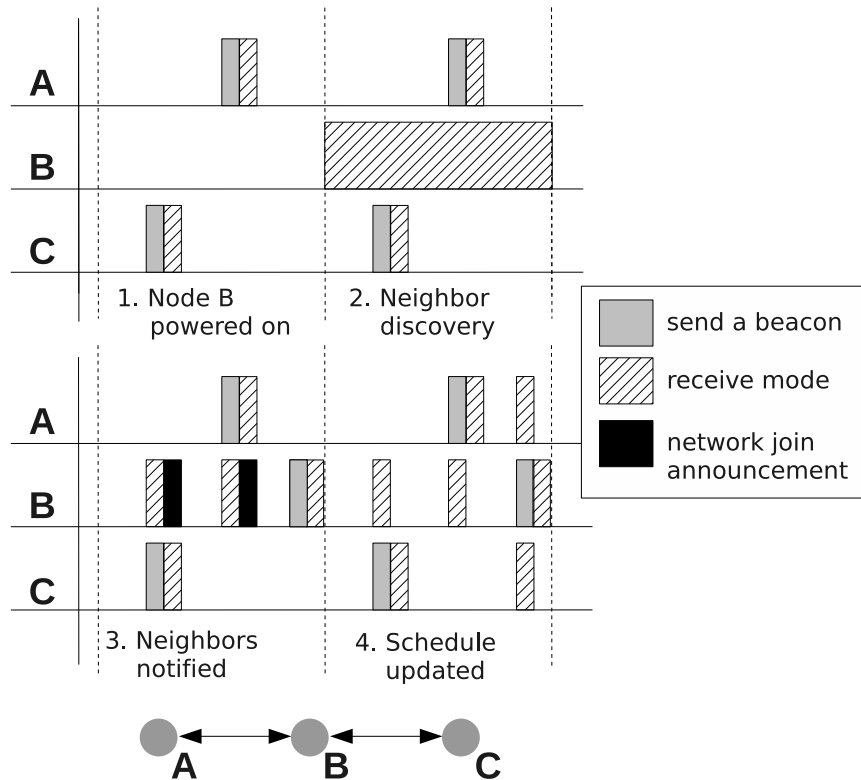 A
B
C
1. Node B
powered on
2. Neighbor
discovery
send a beacon
receive mode
network join
announcement
A
B
C
3. Neighbors
notified
4. Schedule
updated
A
B
C